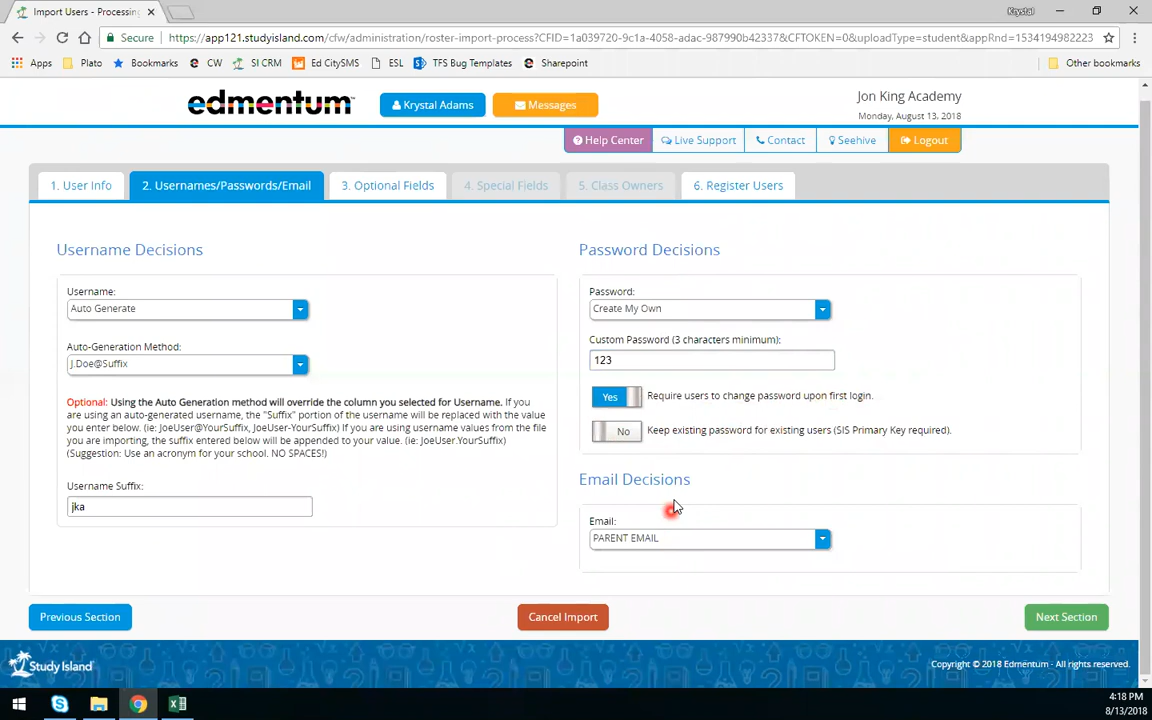 Import Users - Processing
Krystal
Secure
https://app121.studyisland.com/cfw/administration/roster-import-process?CFID=1a039720-9c1a-4058-adac-987990b42337&CFTOKEN=0&uploadType=student&appRnd=1534194982223
Apps Plato Bookmarks CW SI CRM Ed CitySMS ESL TFS Bug Templates Sharepoint Other bookmarks
edmentum
Krystal Adams
Messages
Jon King Academy
Monday, August 13, 2018
Help Center Live Support Contact Seehive Logout
1. User Info 2. Usernames/Passwords/Email 3. Optional Fields 4. Special Fields 5. Class Owners 6. Register Users
Username Decisions
Username:
Auto Generate
Auto-Generation Method:
J.Doe@Suffix
Optional: Using the Auto Generation method will override the column you selected for Username. If you
are using an auto-generated username, the "Suffix" portion of the username will be replaced with the value
you enter below. (ie: JoeUser@YourSuffix, JoeUser-YourSuffix) If you are using username values from the file
you are importing, the suffix entered below will be appended to your value. (ie: JoeUser.YourSuffix)
(Suggestion: Use an acronym for your school. NO SPACES!)
Username Suffix:
jka
Password Decisions
Password:
Create My Own
Custom Password (3 characters minimum):
123
Yes Require users to change password upon first login.
No Keep existing password for existing users (SIS Primary Key required).
Email Decisions
Email:
PARENT EMAIL
Previous Section
Cancel Import
Next Section
Study Island
Copyright © 2018 Edmentum - All rights reserved.
4:18 PM
8/13/2018